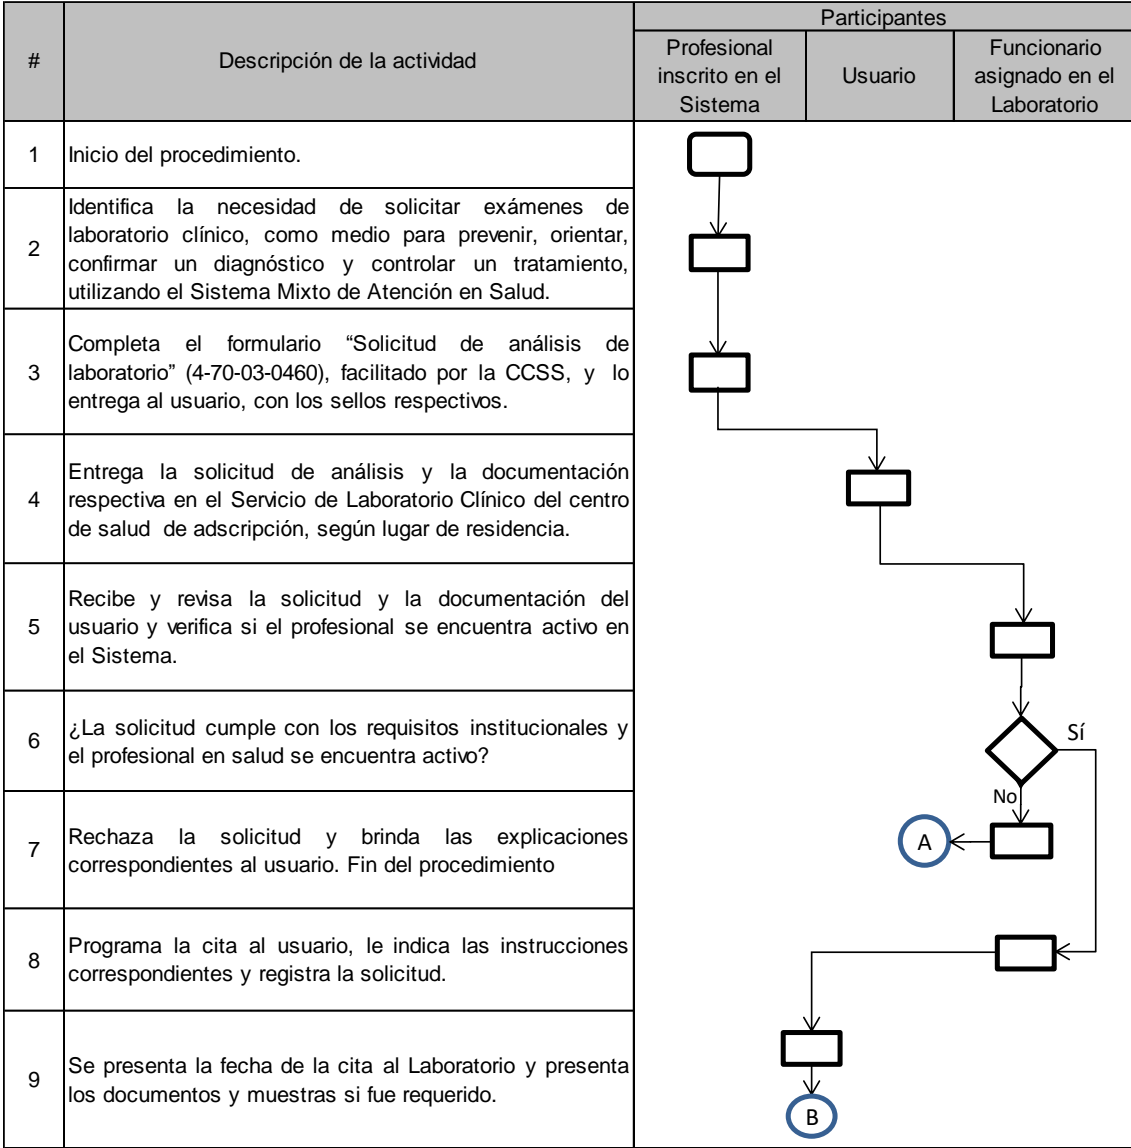 Participantes
#
Descripción de la actividad
Profesional
inscrito en el
Sistema
Usuario
Funcionario
asignado en el
Laboratorio
1
Inicio del procedimiento.
2
Identifica la necesidad de solicitar exámenes de
laboratorio clínico, como medio para prevenir, orientar,
confirmar un diagnóstico y controlar un tratamiento,
utilizando el Sistema Mixto de Atención en Salud.
3
Completa el formulario “Solicitud de análisis de
laboratorio” (4-70-03-0460), facilitado por la CCSS, y lo
entrega al usuario, con los sellos respectivos.
4
Entrega la solicitud de análisis y la documentación
respectiva en el Servicio de Laboratorio Clínico del centro
de salud de adscripción, según lugar de residencia.
5
Recibe y revisa la solicitud y la documentación del
usuario y verifica si el profesional se encuentra activo en
el Sistema.
6
¿La solicitud cumple con los requisitos institucionales y
el profesional en salud se encuentra activo?
Sí
No
7
Rechaza la solicitud y brinda las explicaciones
correspondientes al usuario. Fin del procedimiento
A
8
Programa la cita al usuario, le indica las instrucciones
correspondientes y registra la solicitud.
9
Se presenta la fecha de la cita al Laboratorio y presenta
los documentos y muestras si fue requerido.
B